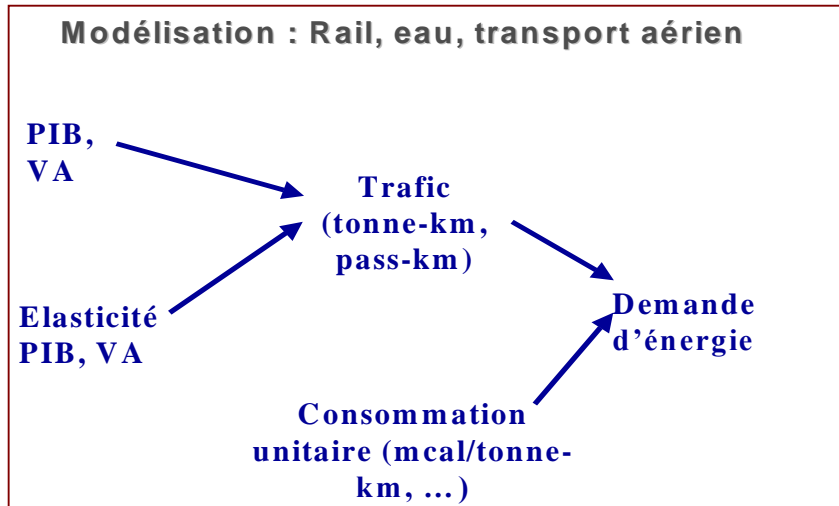 Modélisation : Rail, eau, transport aérien
PIB,
VA
Trafic
(tonne-km,
pass-km)
Elasticité
PIB, VA
Demande
d’énergie
Consommation
unitaire (mcal/tonne-
km, …)